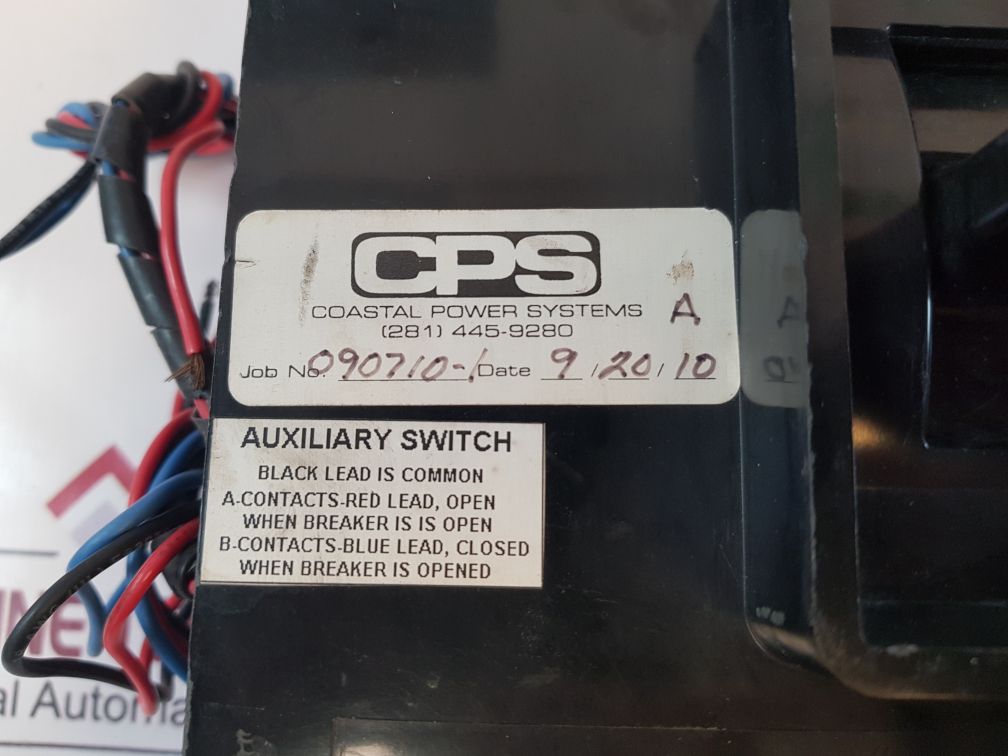 CPS
COASTAL POWER SYSTEMS A
(281) 445-9280
Job No. 090710-1 Date 9 / 20 / 10
AUXILIARY SWITCH
BLACK LEAD IS COMMON
A-CONTACTS-RED LEAD, OPEN
WHEN BREAKER IS IS OPEN
B-CONTACTS-BLUE LEAD, CLOSED
WHEN BREAKER IS OPENED